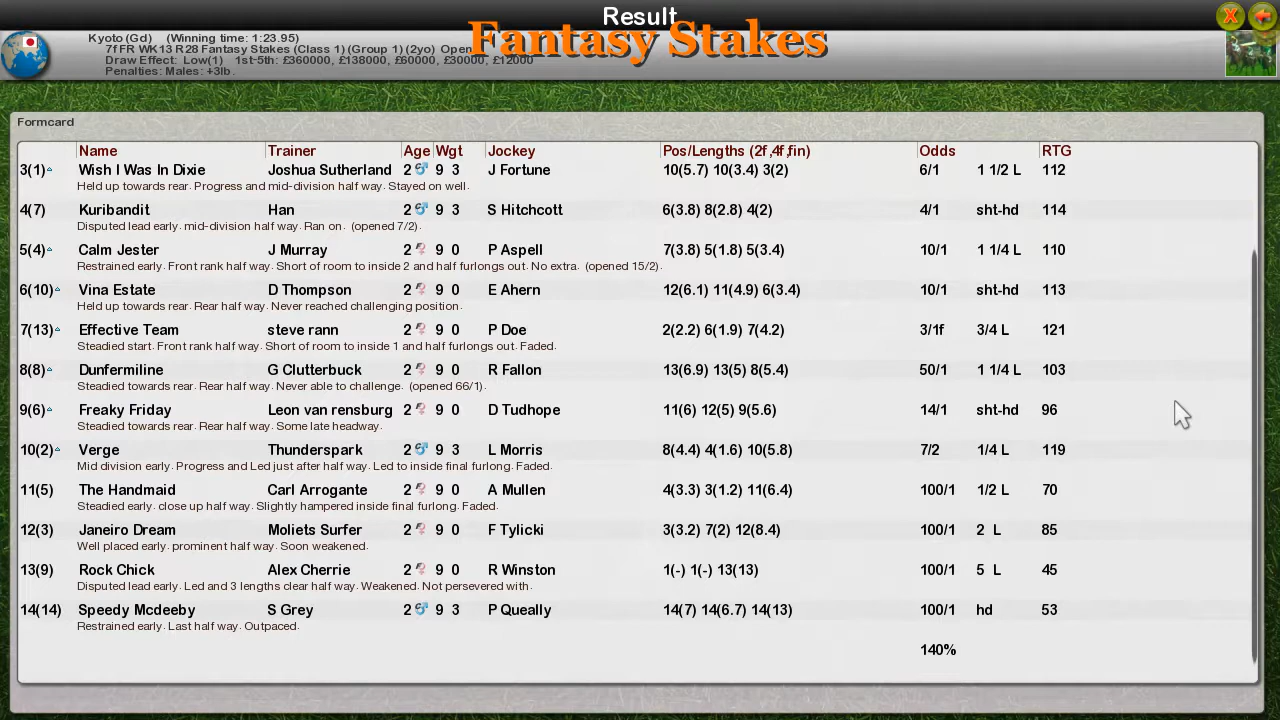 Result
Fantasy Stakes
Kyoto (Gd) (Winning time: 1:23.95)
7f FR WK13 R28 Fantasy Stakes (Class 1) (Group 1) (2yo) Open
Draw Effect: Low(1) 1st-5th: £360000, £138000, £60000, £30000, £12000
Penalties: Males: +3lb.
Formcard
Name Trainer Age Wgt Jockey Pos/Lengths (2f,4f,fin) Odds RTG
3(1) Wish I Was In Dixie Joshua Sutherland 2 9 3 J Fortune 10(5.7) 10(3.4) 3(2) 6/1 1 1/2 L 112
Held up towards rear. Progress and mid-division half way. Stayed on well.
4(7) Kuribandit Han 2 9 3 S Hitchcott 6(3.8) 8(2.8) 4(2) 4/1 sht-hd 114
Disputed lead early. mid-division half way. Ran on. (opened 7/2).
5(4) Calm Jester J Murray 2 9 0 P Aspell 7(3.8) 5(1.8) 5(3.4) 10/1 1 1/4 L 110
Restrained early. Front rank half way. Short of room to inside 2 and half furlongs out. No extra. (opened 15/2).
6(10) Vina Estate D Thompson 2 9 0 E Ahern 12(6.1) 11(4.9) 6(3.4) 10/1 sht-hd 113
Held up towards rear. Rear half way. Never reached challenging position.
7(13) Effective Team steve rann 2 9 0 P Doe 2(2.2) 6(1.9) 7(4.2) 3/1f 3/4 L 121
Steadied start. Front rank half way. Short of room to inside 1 and half furlongs out. Faded.
8(8) Dunfermiline G Clutterbuck 2 9 0 R Fallon 13(6.9) 13(5) 8(5.4) 50/1 1 1/4 L 103
Steadied towards rear. Rear half way. Never able to challenge. (opened 66/1).
9(6) Freaky Friday Leon van rensburg 2 9 0 D Tudhope 11(6) 12(5) 9(5.6) 14/1 sht-hd 96
Steadied towards rear. Rear half way. Some late headway.
10(2) Verge Thunderspark 2 9 3 L Morris 8(4.4) 4(1.6) 10(5.8) 7/2 1/4 L 119
Mid division early. Progress and Led just after half way. Led to inside final furlong. Faded.
11(5) The Handmaid Carl Arrogante 2 9 0 A Mullen 4(3.3) 3(1.2) 11(6.4) 100/1 1/2 L 70
Steadied early. close up half way. Slightly hampered inside final furlong. Faded.
12(3) Janeiro Dream Moliets Surfer 2 9 0 F Tylicki 3(3.2) 7(2) 12(8.4) 100/1 2 L 85
Well placed early. prominent half way. Soon weakened.
13(9) Rock Chick Alex Cherrie 2 9 0 R Winston 1(-) 1(-) 13(13) 100/1 5 L 45
Disputed lead early. Led and 3 lengths clear half way. Weakened. Not persevered with.
14(14) Speedy Mcdeeby S Grey 2 9 3 P Queally 14(7) 14(6.7) 14(13) 100/1 hd 53
Restrained early. Last half way. Outpaced.
140%